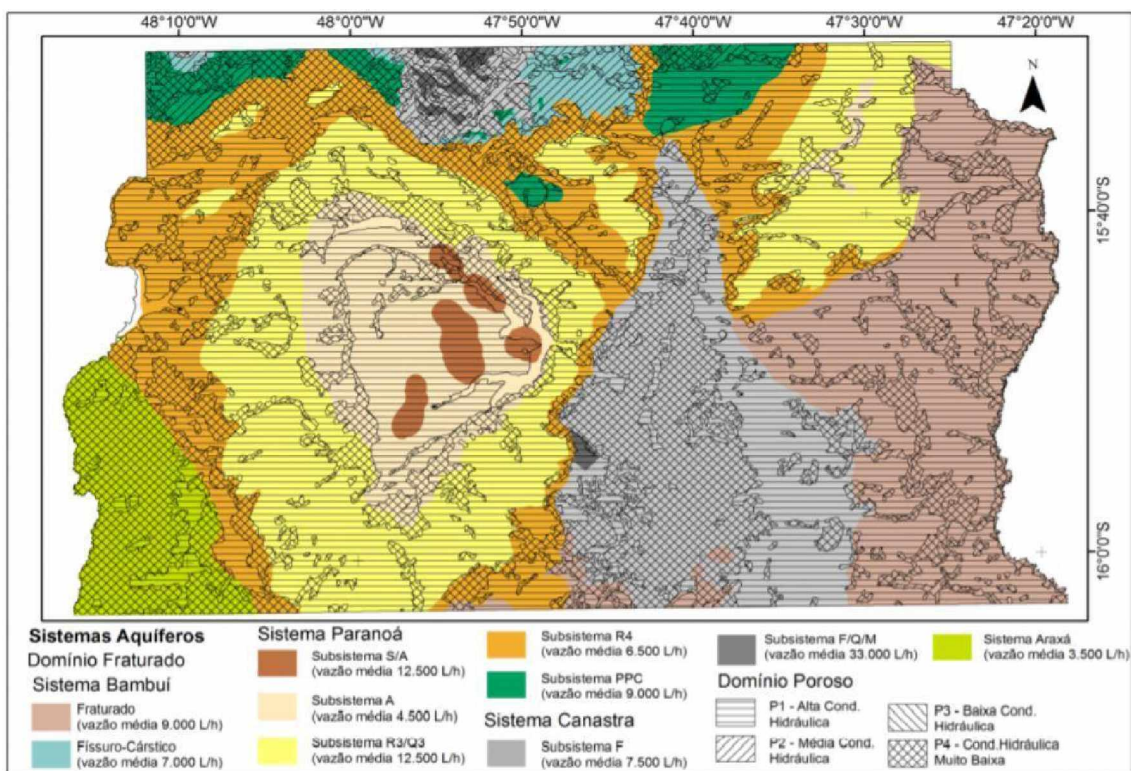 48°10'0"W 48°0'0"W 47°50'0"W 47°40'0"W 47°30'0"W 47°20'0"W
N
15°40'0"S
16°0'0"S
Sistemas Aquíferos
Domínio Fraturado
Sistema Bambuí
Fraturado
(vazão média 9.000 L/h)
Físsuro-Cárstico
(vazão média 7.000 L/h)
Sistema Paranoá
Subsistema S/A
(vazão média 12.500 L/h)
Subsistema A
(vazão média 4.500 L/h)
Subsistema R3/Q3
(vazão média 12.500 L/h)
Subsistema R4
(vazão média 6.500 L/h)
Subsistema PPC
(vazão média 9.000 L/h)
Sistema Canastra
Subsistema F
(vazão média 7.500 L/h)
Subsistema F/Q/M
(vazão média 33.000 L/h)
Sistema Araxá
(vazão média 3.500 L/h)
Domínio Poroso
P1 - Alta Cond.
Hidráulica
P2 - Média Cond.
Hidráulica
P3 - Baixa Cond.
Hidráulica
P4 - Cond.Hidráulica
Muito Baixa